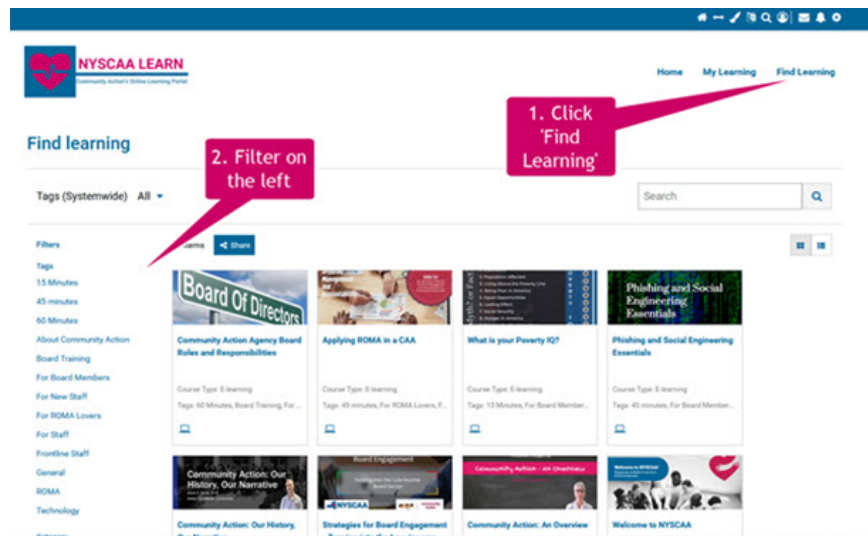 NYSCAA LEARN
Community Action's Online Learning Portal
Home My Learning Find Learning
1. Click
'Find
Learning'
Find learning
2. Filter on
the left
Tags (Systemwide) All
Search
Filters
Share
Tags
15 Minutes
45 minutes
60 Minutes
About Community Action
Board Training
For Board Members
For New Staff
For ROMA Lovers
For Staff
Frontline Staff
General
ROMA
Technology
Board Of Directors
Community Action Agency Board
Roles and Responsibilities
Course Type: E-learning
Tags: 60 Minutes, Board Training, For ...
Applying ROMA in a CAA
Course Type: E-learning
Tags: 45 minutes, For ROMA Lovers, F...
What is your Poverty IQ?
Course Type: E-learning
Tags: 15 Minutes, For Board Member...
Phishing and Social
Engineering
Essentials
Phishing and Social Engineering
Essentials
Course Type: E-learning
Tags: 45 minutes, For Board Member...
Community Action: Our
History, Our Narrative
Community Action: Our History,
Board Engagement
NYSCAA
Strategies for Board Engagement
Community Action - An Overview
Community Action: An Overview
Welcome to NYSCAA!
Welcome to NYSCAA